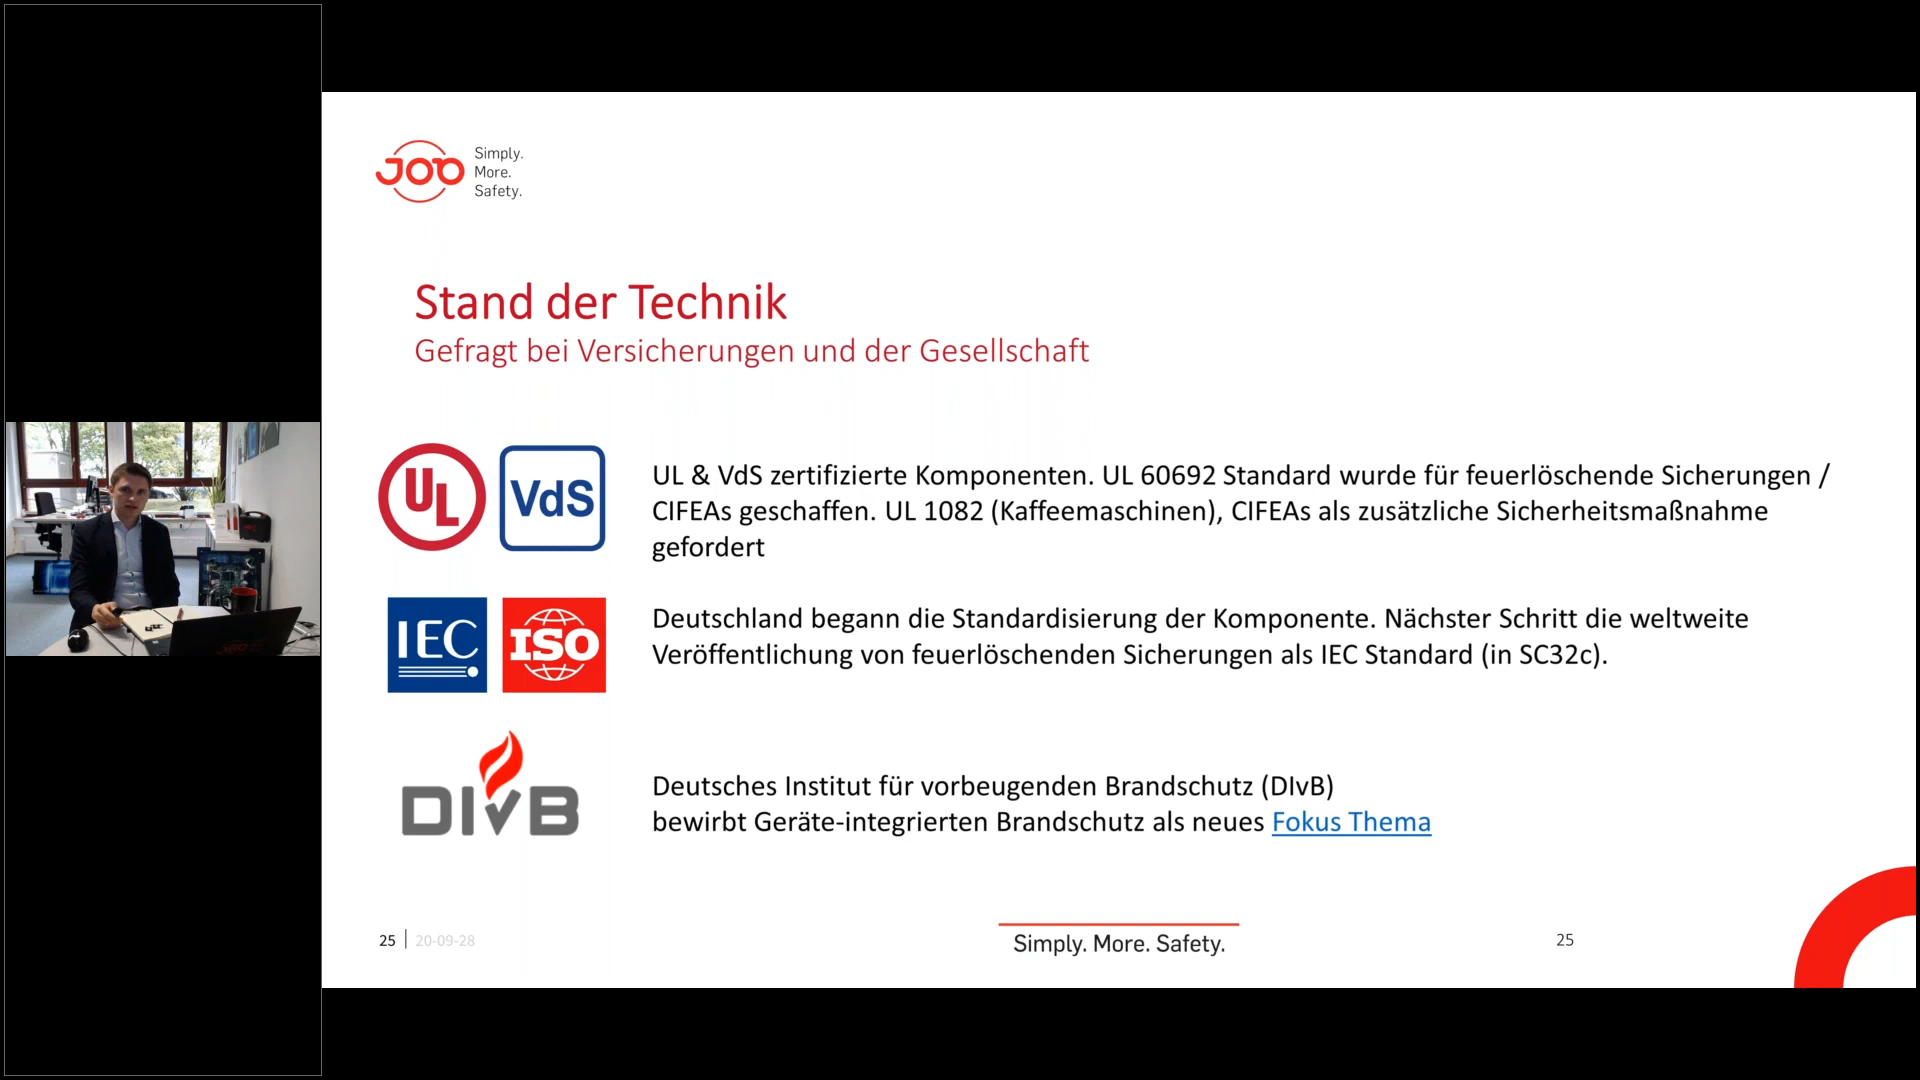 JOB
Simply.
More.
Safety.
Stand der Technik
Gefragt bei Versicherungen und der Gesellschaft
UL
VdS
UL & VdS zertifizierte Komponenten. UL 60692 Standard wurde für feuerlöschende Sicherungen /
CIFEAs geschaffen. UL 1082 (Kaffeemaschinen), CIFEAs als zusätzliche Sicherheitsmaßnahme
gefordert
IEC
ISO
Deutschland begann die Standardisierung der Komponente. Nächster Schritt die weltweite
Veröffentlichung von feuerlöschenden Sicherungen als IEC Standard (in SC32c).
DIvB
Deutsches Institut für vorbeugenden Brandschutz (DIvB)
bewirbt Geräte-integrierten Brandschutz als neues Fokus Thema
25 | 20-09-28
Simply. More. Safety.
25